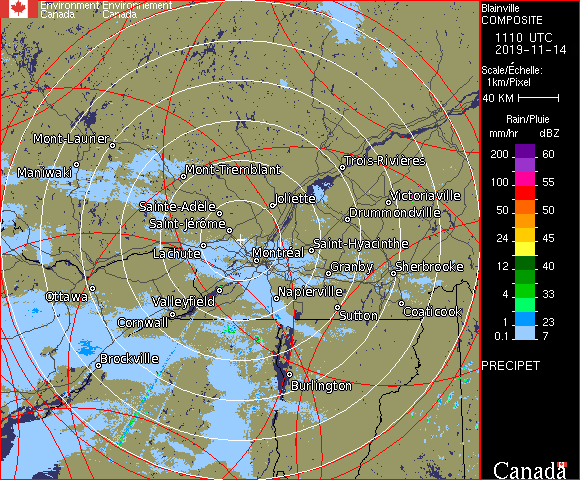 Environment Environnement
Canada Canada
Blainville
COMPOSITE
1110 UTC
2019-11-14
Scale/Échelle:
1km/Pixel
40 KM
Rain/Pluie
mm/hr dBZ
200 60
100 55
50 50
24 45
12 40
4 33
1 23
0.1 7
PRECIPET
Canada
Mont-Laurier
Maniwaki
Mont-Tremblant
Trois-Rivières
Sainte-Adele
Joliette
Victoriaville
Drummondville
Saint-Jérôme
Lachute
Montréal
Saint-Hyacinthe
Granby
Sherbrooke
Ottawa
Valleyfield
Napierville
Cornwall
Sutton
Coaticook
Brockville
Burlington